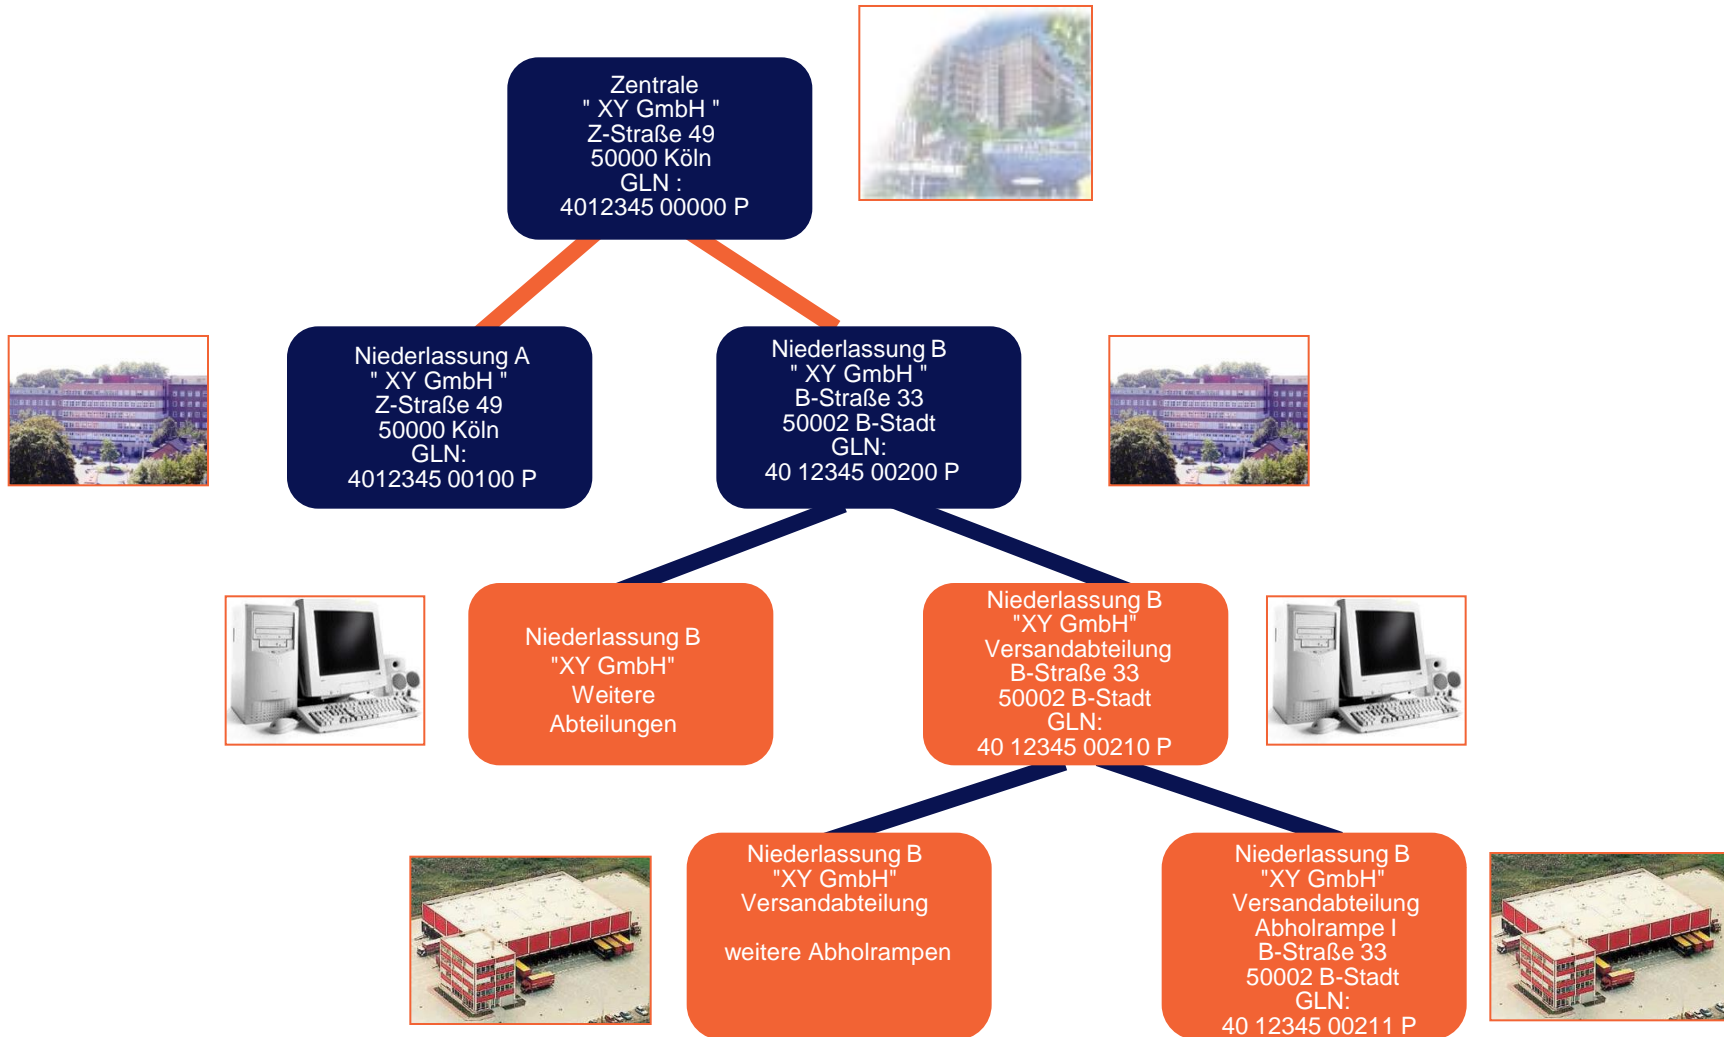 Zentrale
" XY GmbH "
Z-Straße 49
50000 Köln
GLN :
4012345 00000 P
Niederlassung A
" XY GmbH "
Z-Straße 49
50000 Köln
GLN:
4012345 00100 P
Niederlassung B
" XY GmbH "
B-Straße 33
50002 B-Stadt
GLN:
40 12345 00200 P
Niederlassung B
"XY GmbH"
Weitere
Abteilungen
Niederlassung B
"XY GmbH"
Versandabteilung
B-Straße 33
50002 B-Stadt
GLN:
40 12345 00210 P
Niederlassung B
"XY GmbH"
Versandabteilung
weitere Abholrampen
Niederlassung B
"XY GmbH"
Versandabteilung
Abholrampe I
B-Straße 33
50002 B-Stadt
GLN:
40 12345 00211 P